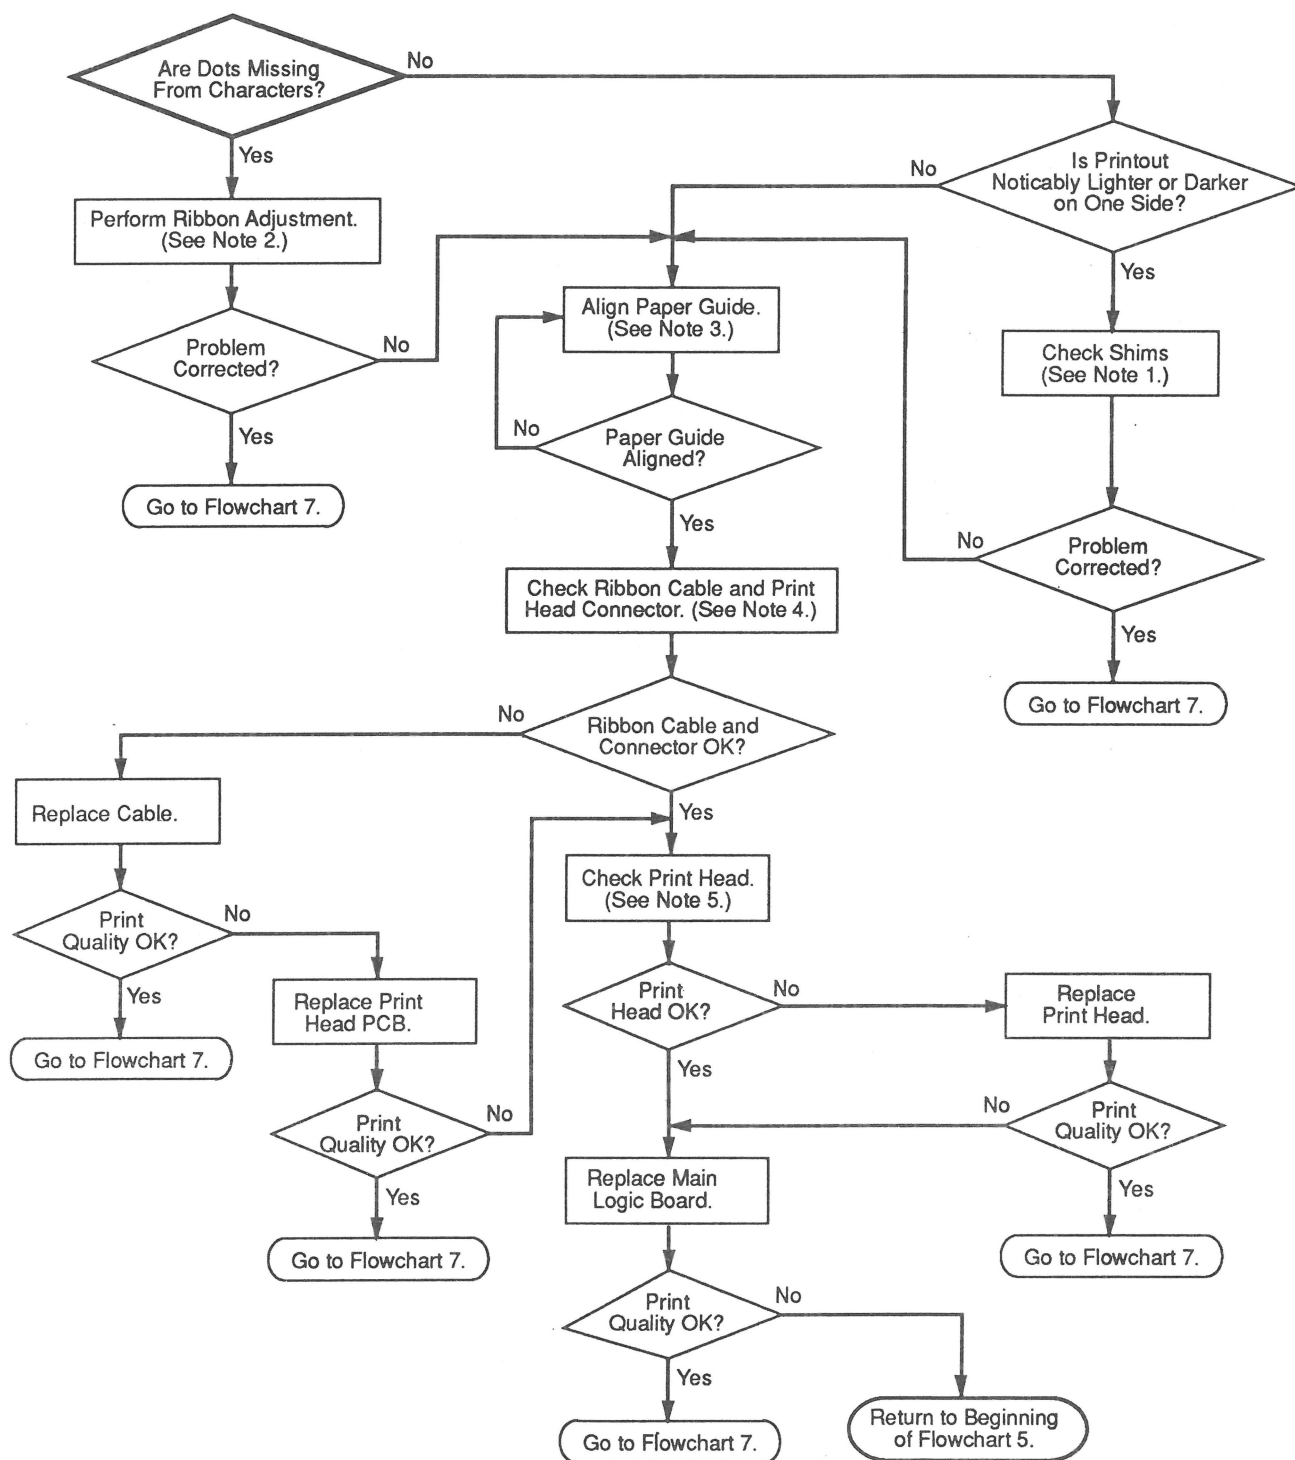 Are Dots Missing
From Characters?
No
Yes
Is Printout
Noticably Lighter or Darker
on One Side?
No
Yes
Perform Ribbon Adjustment.
(See Note 2.)
Problem
Corrected?
No
Yes
Go to Flowchart 7.
Align Paper Guide.
(See Note 3.)
No
Paper Guide
Aligned?
Yes
Check Shims
(See Note 1.)
No
Problem
Corrected?
Yes
Go to Flowchart 7.
Check Ribbon Cable and Print
Head Connector. (See Note 4.)
No
Ribbon Cable and
Connector OK?
Yes
Replace Cable.
Print
Quality OK?
No
Yes
Go to Flowchart 7.
Replace Print
Head PCB.
Print
Quality OK?
No
Yes
Go to Flowchart 7.
Check Print Head.
(See Note 5.)
Print
Head OK?
No
Yes
Replace
Print Head.
No
Print
Quality OK?
Yes
Go to Flowchart 7.
Replace Main
Logic Board.
Print
Quality OK?
No
Yes
Go to Flowchart 7.
Return to Beginning
of Flowchart 5.